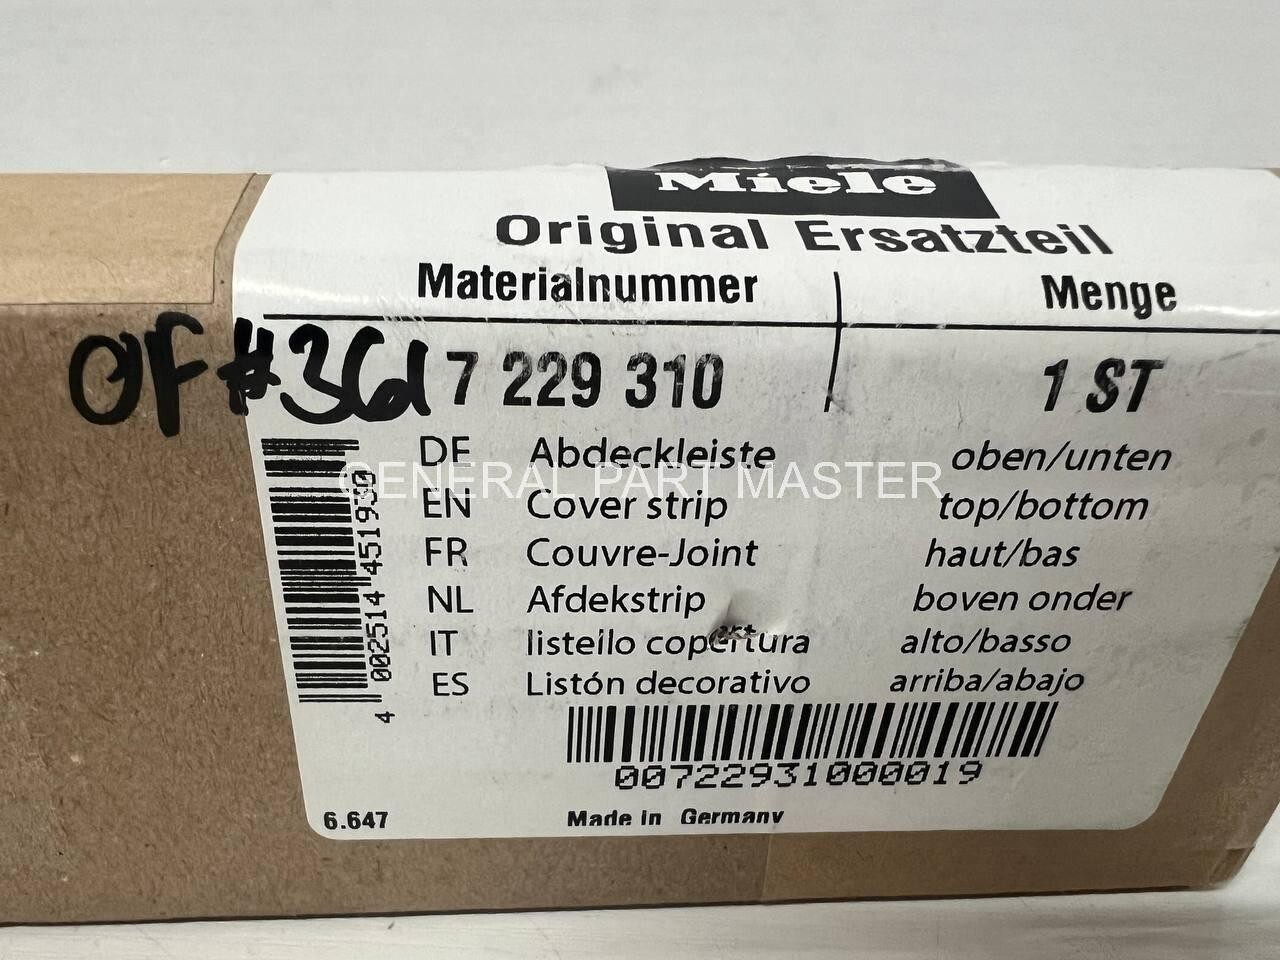 Miele
Original Ersatzteil
Materialnummer Menge
OF#361 7 229 310 1 ST
DE Abdeckleiste oben/unten
GENERAL PART MASTER
EN Cover strip top/bottom
FR Couvre-Joint haut/bas
NL Afdekstrip boven onder
IT listello copertura alto/basso
ES Listón decorativo arriba/abajo
4 002514 451930
00722931000019
6.647 Made in Germany